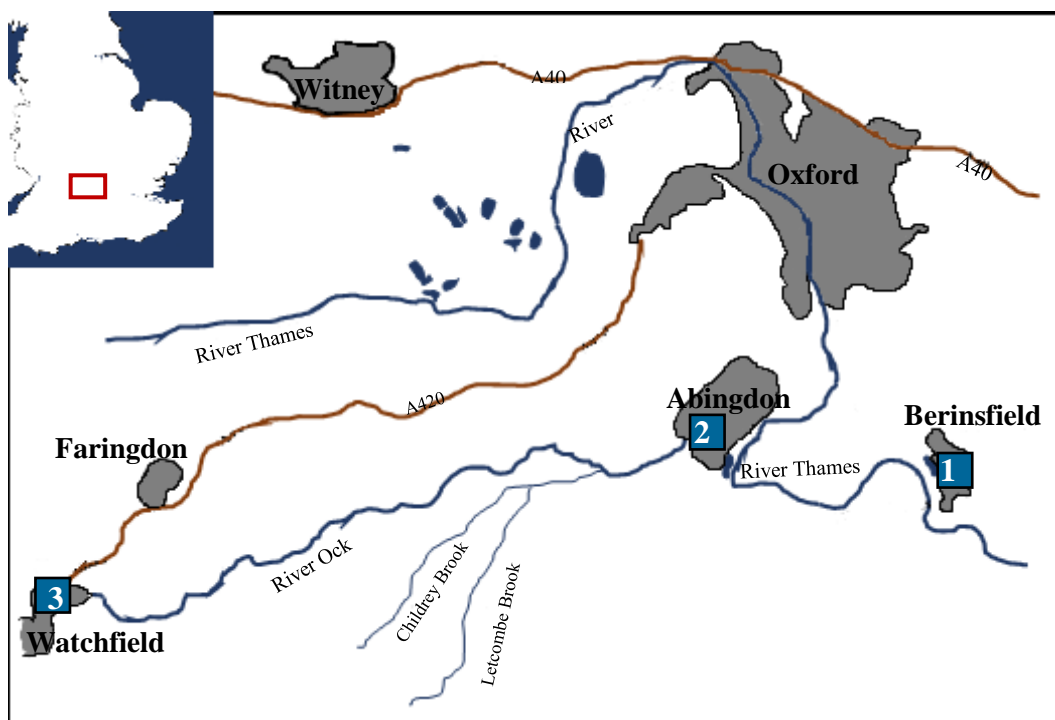 Witney
A40
River
Oxford
A40
River Thames
A420
Abingdon
2
Berinsfield
1
Faringdon
River Thames
River Ock
Childrey Brook
Letcombe Brook
3
Watchfield